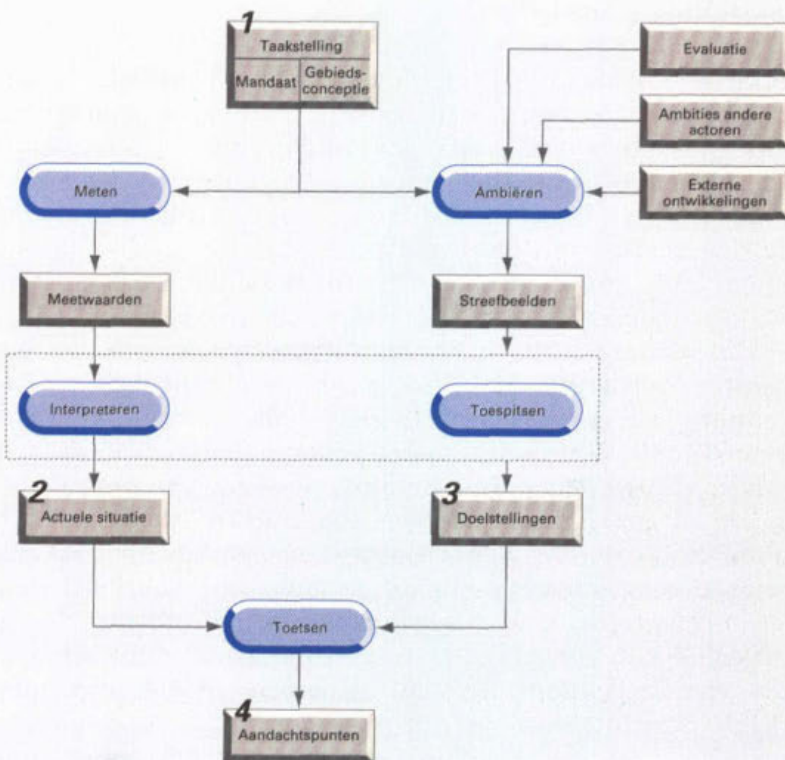 1
Taakstelling
Mandaat
Gebieds-
conceptie
Evaluatie
Ambities andere
actoren
Externe
ontwikkelingen
Meten
Ambiëren
Meetwaarden
Streefbeelden
Interpreteren
Toespitsen
2
Actuele situatie
3
Doelstellingen
Toetsen
4
Aandachtspunten